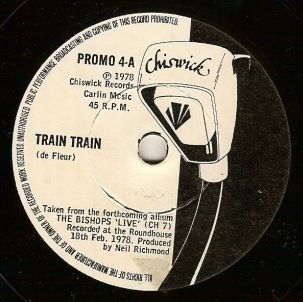 PUBLIC PERFORMANCE BROADCASTING AND COPYING OF THIS RECORD PROHIBITED.
ALL RIGHTS OF THE MANUFACTURER AND OF THE OWNER OF THE RECORDED WORK RESERVED UNAUTHORISED
PROMO 4-A
℗ 1978
Chiswick Records
Carlin Music
45 R.P.M.
Chiswick
TRAIN TRAIN
(de Fleur)
Taken from the forthcoming album
THE BISHOPS 'LIVE' (CH 7)
Recorded at the Roundhouse
18th Feb. 1978. Produced
by Neil Richmond